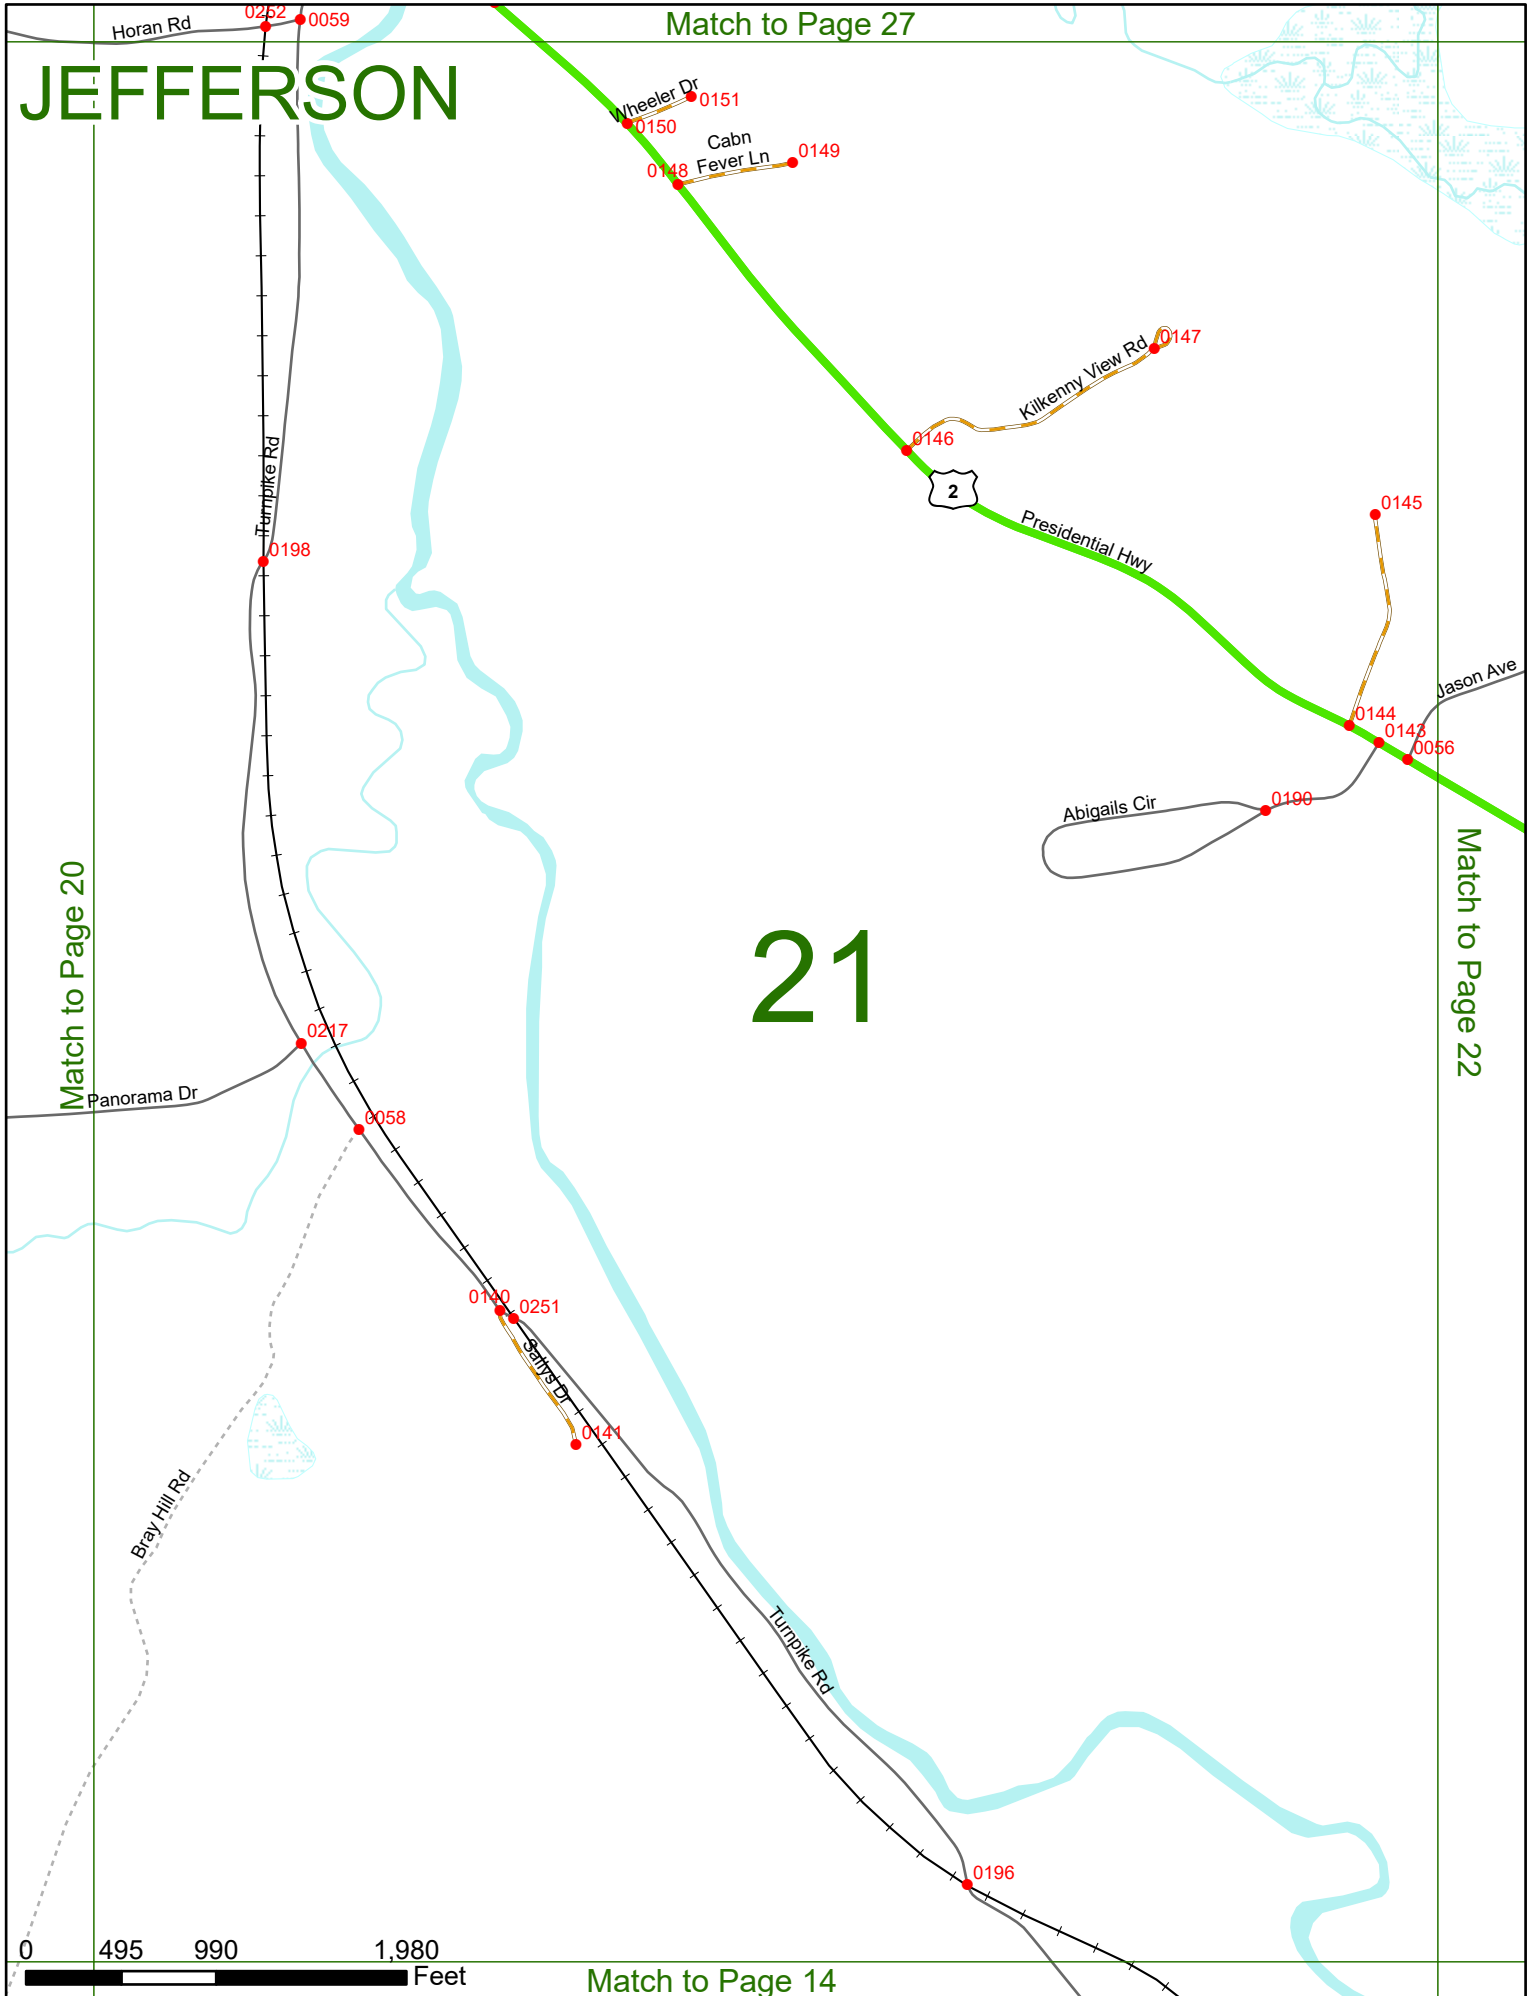 Match to Page 27
0252
0059
Horan Rd
JEFFERSON
Wheeler Dr
0151
0150
Cabn
Fever Ln
0149
0148
Kilkenny View Rd
0147
0146
2
Presidential Hwy
0145
Turnpike Rd
0198
Jason Ave
0144
0143
0056
0190
Abigails Cir
Match to Page 20
21
Match to Page 22
0217
Panorama Dr
0058
0140
0251
Sallys Dr
0141
Bray Hill Rd
Turnpike Rd
0196
0 495 990 1,980
Feet
Match to Page 14